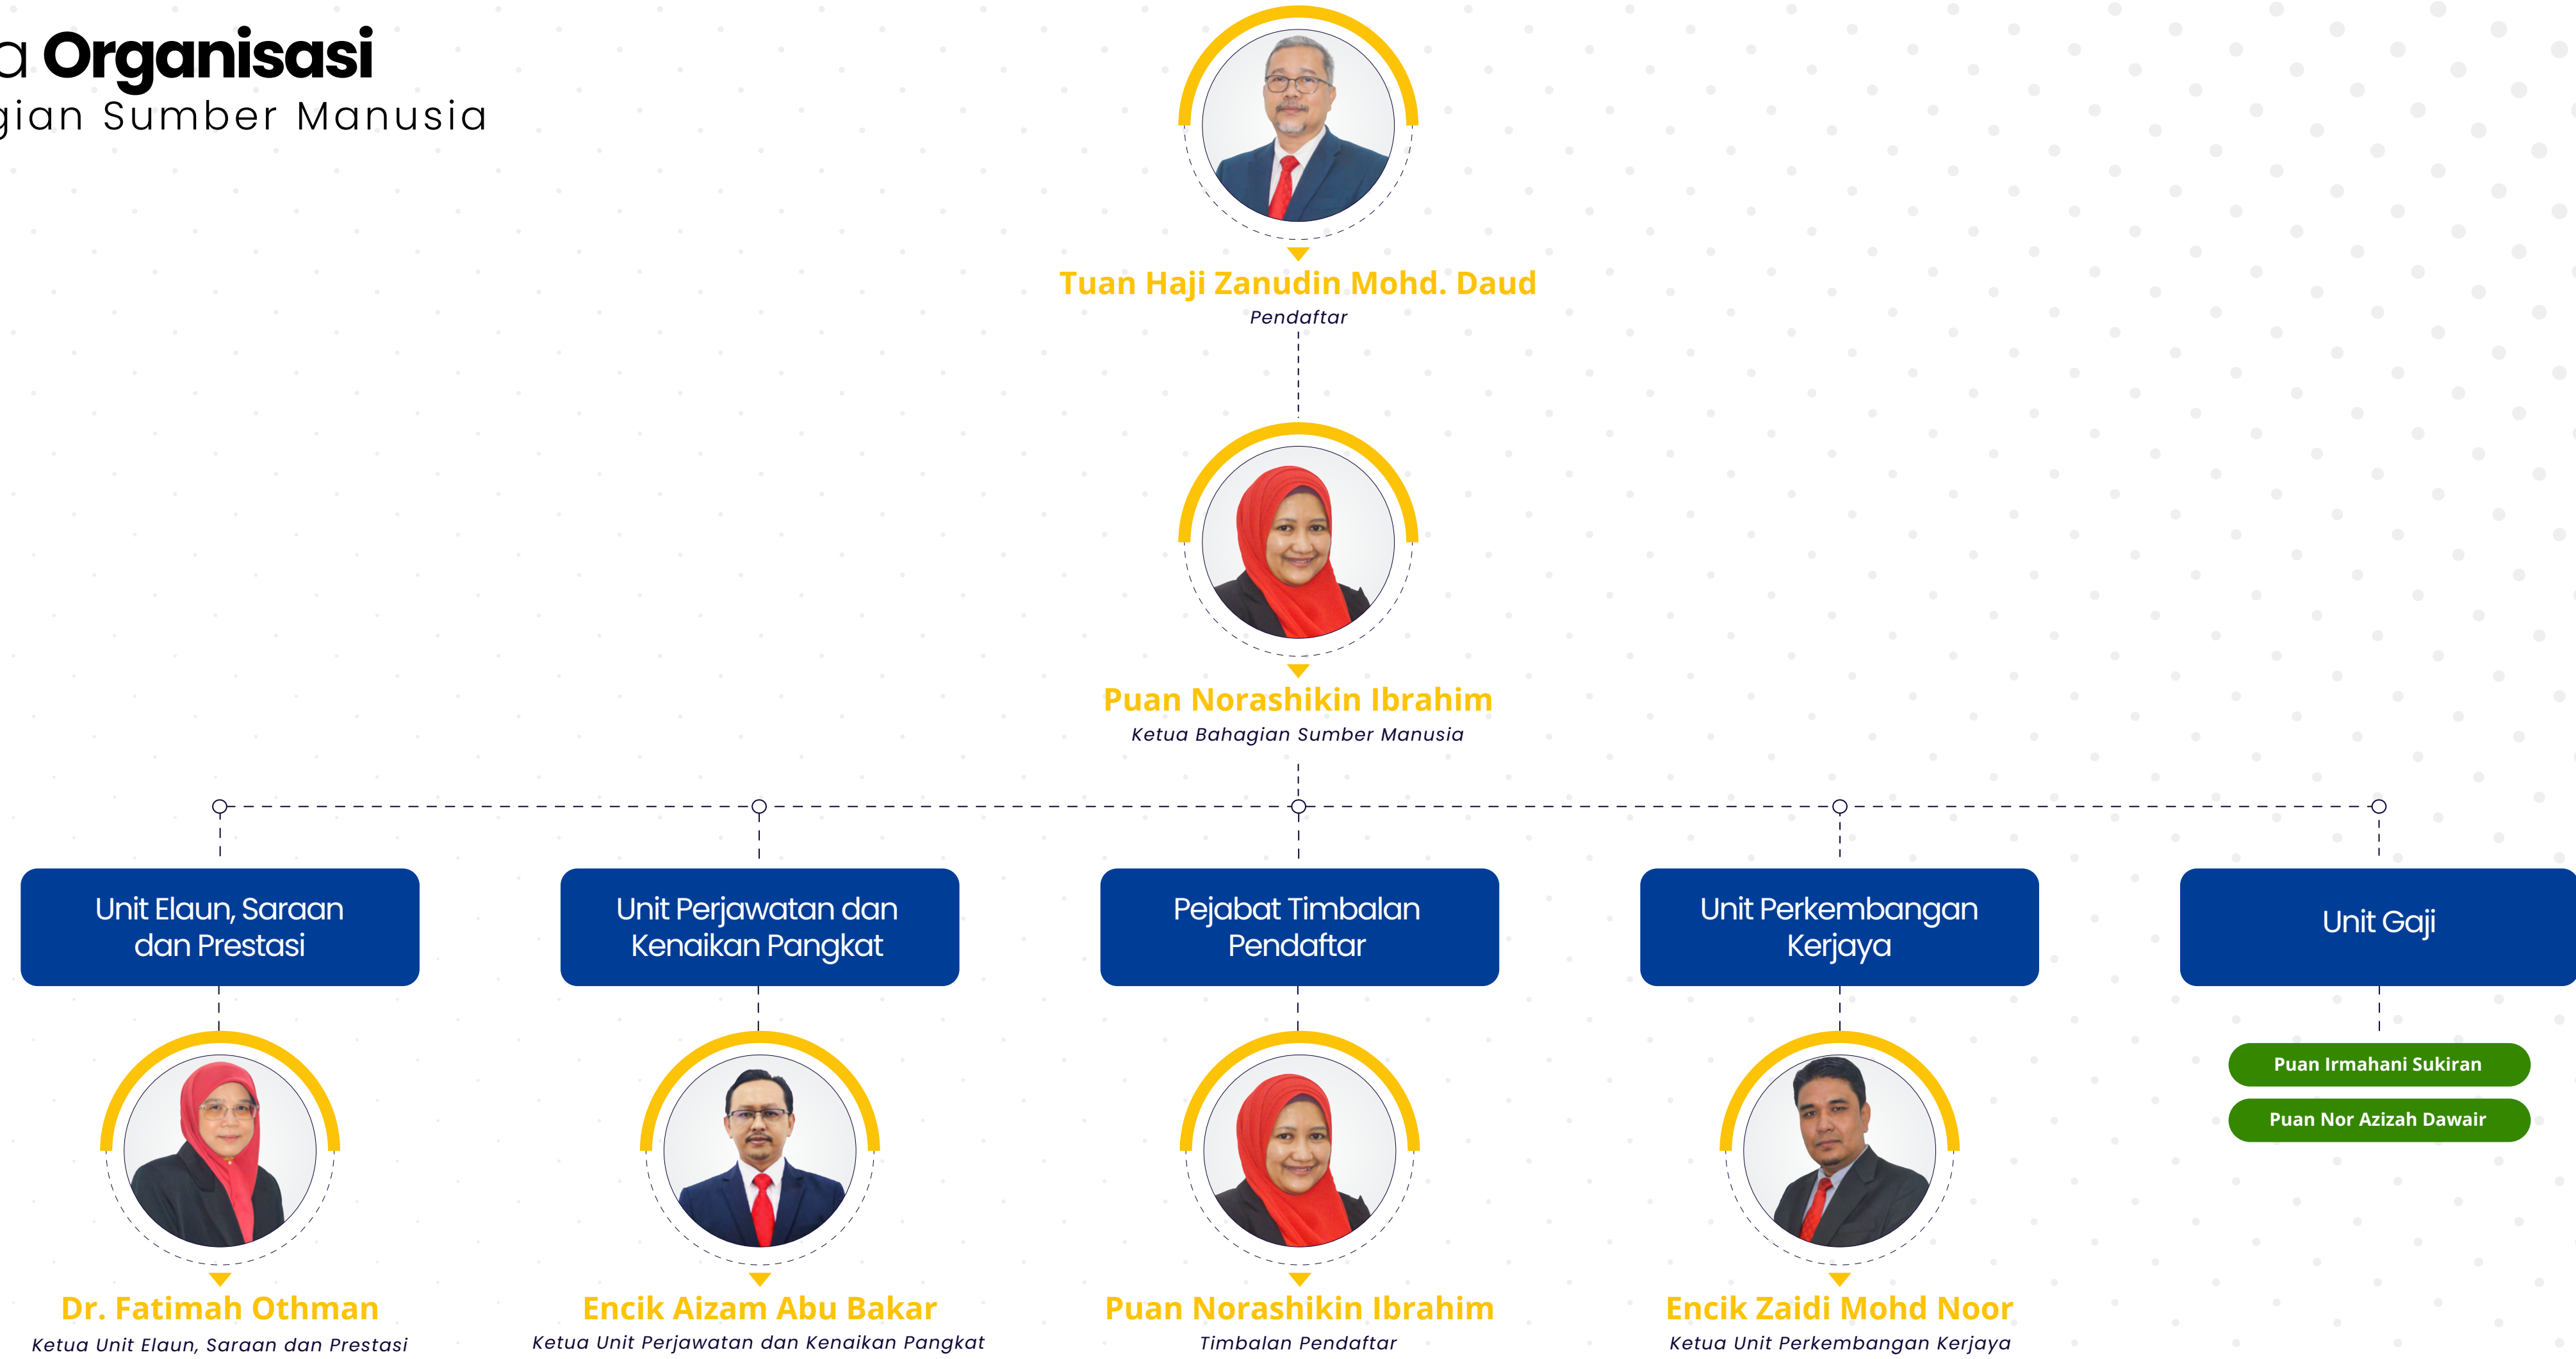 a Organisasi
gian Sumber Manusia
Tuan Haji Zanudin Mohd. Daud
Pendaftar
Puan Norashikin Ibrahim
Ketua Bahagian Sumber Manusia
Unit Elaun, Saraan
dan Prestasi
Unit Perjawatan dan
Kenaikan Pangkat
Pejabat Timbalan
Pendaftar
Unit Perkembangan
Kerjaya
Unit Gaji
Dr. Fatimah Othman
Ketua Unit Elaun, Saraan dan Prestasi
Encik Aizam Abu Bakar
Ketua Unit Perjawatan dan Kenaikan Pangkat
Puan Norashikin Ibrahim
Timbalan Pendaftar
Encik Zaidi Mohd Noor
Ketua Unit Perkembangan Kerjaya
Puan Irmahani Sukiran
Puan Nor Azizah Dawair